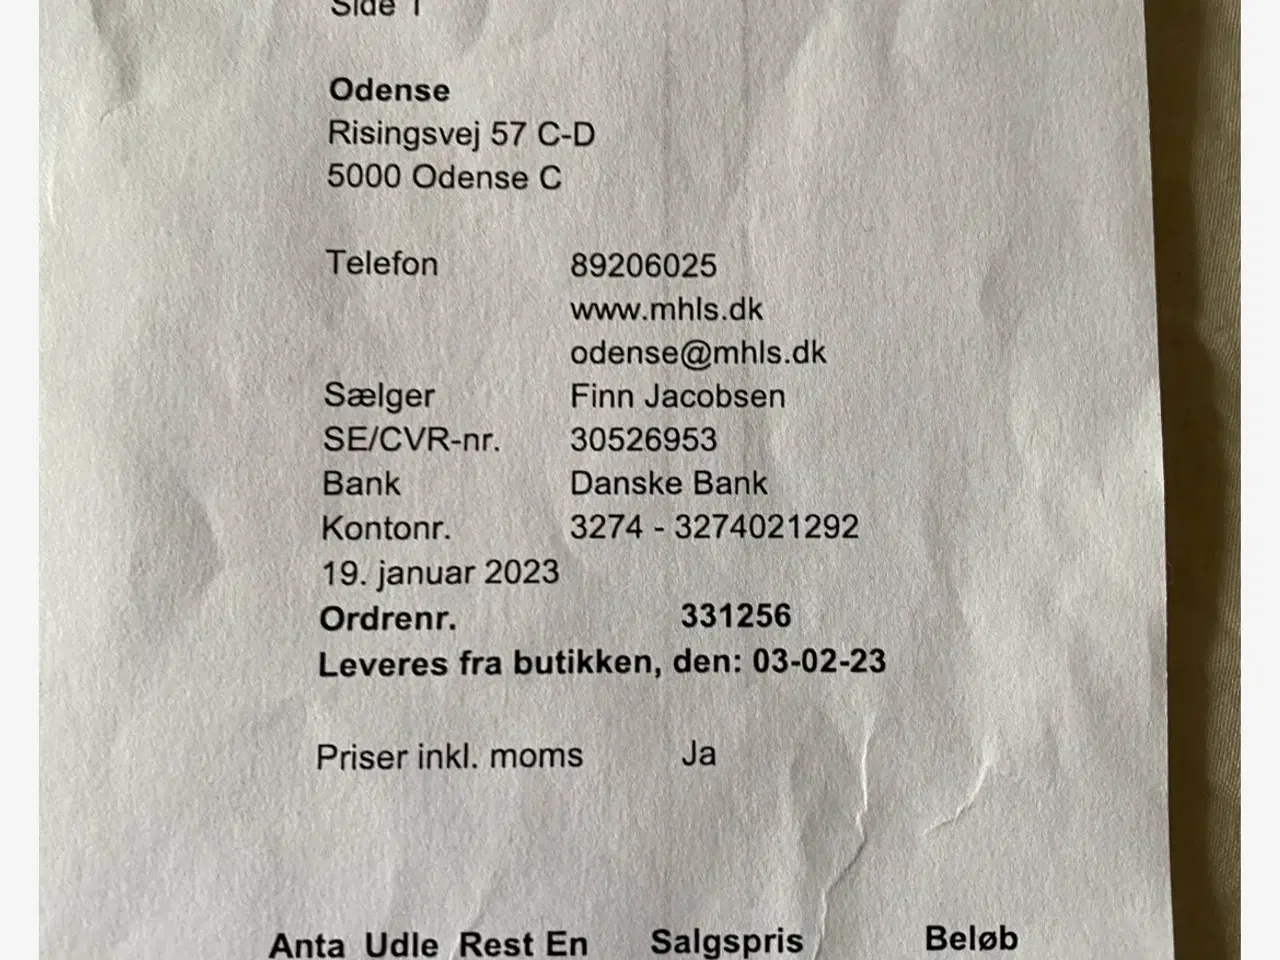 Side 1
Odense
Risingsvej 57 C-D
5000 Odense C
Telefon 89206025
www.mhls.dk
odense@mhls.dk
Sælger Finn Jacobsen
SE/CVR-nr. 30526953
Bank Danske Bank
Kontonr. 3274 - 3274021292
19. januar 2023
Ordrenr. 331256
Leveres fra butikken, den: 03-02-23
Priser inkl. moms Ja
Anta Udle Rest En Salgspris Beløb